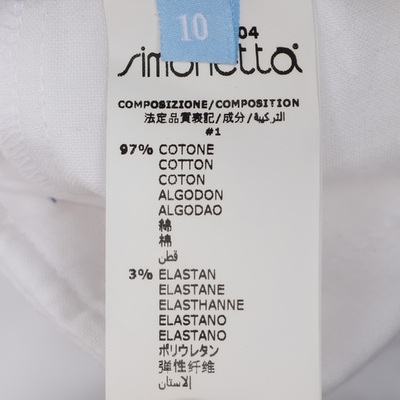 10
04
simonetta
COMPOSIZIONE/COMPOSITION
法定品質表記/成分/التركيبة
#1
97% COTONE
COTTON
COTON
ALGODON
ALGODAO
綿
棉
قطن
3% ELASTAN
ELASTANE
ELASTHANNE
ELASTANO
ELASTANO
ポリウレタン
弹性纤维
الاستان